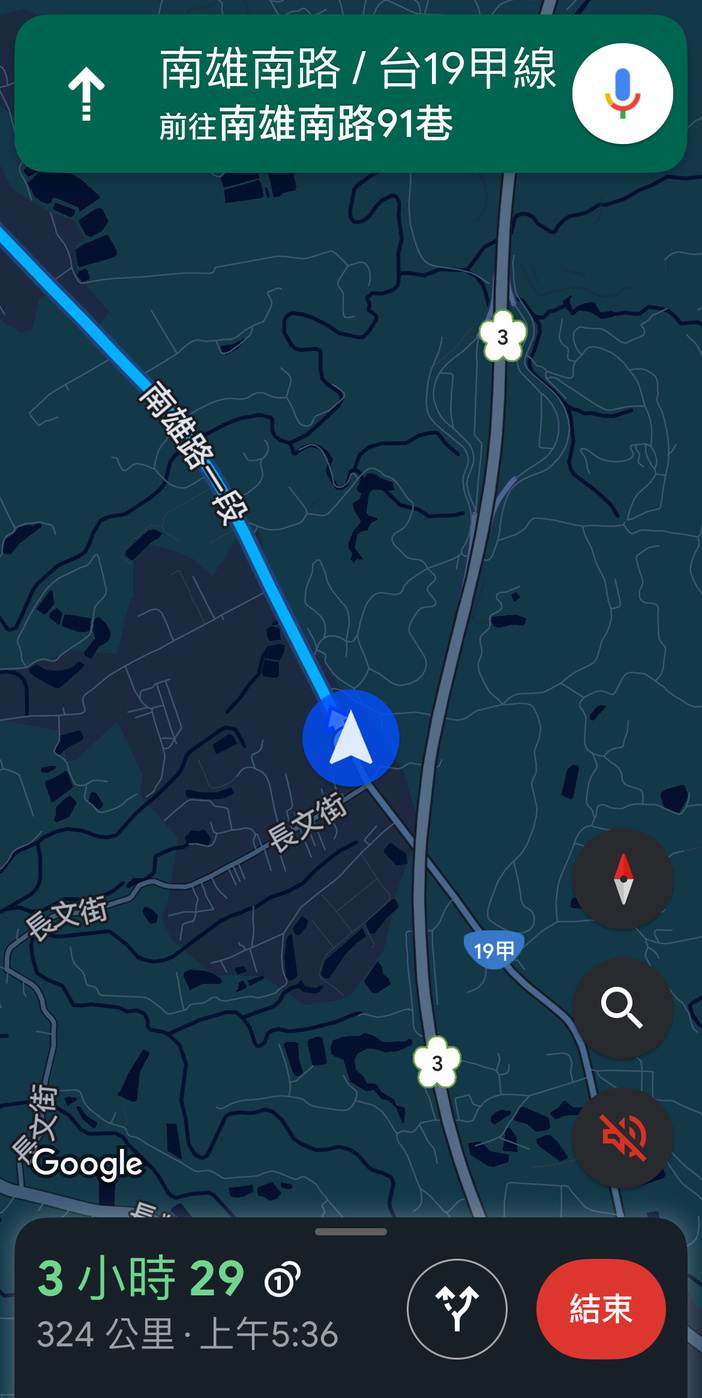 南雄南路 / 台19甲線
前往南雄南路91巷
3
南雄路一段
長文街
長文街
19甲
3
長文街
Google
3 小時 29
324 公里 · 上午5:36
結束